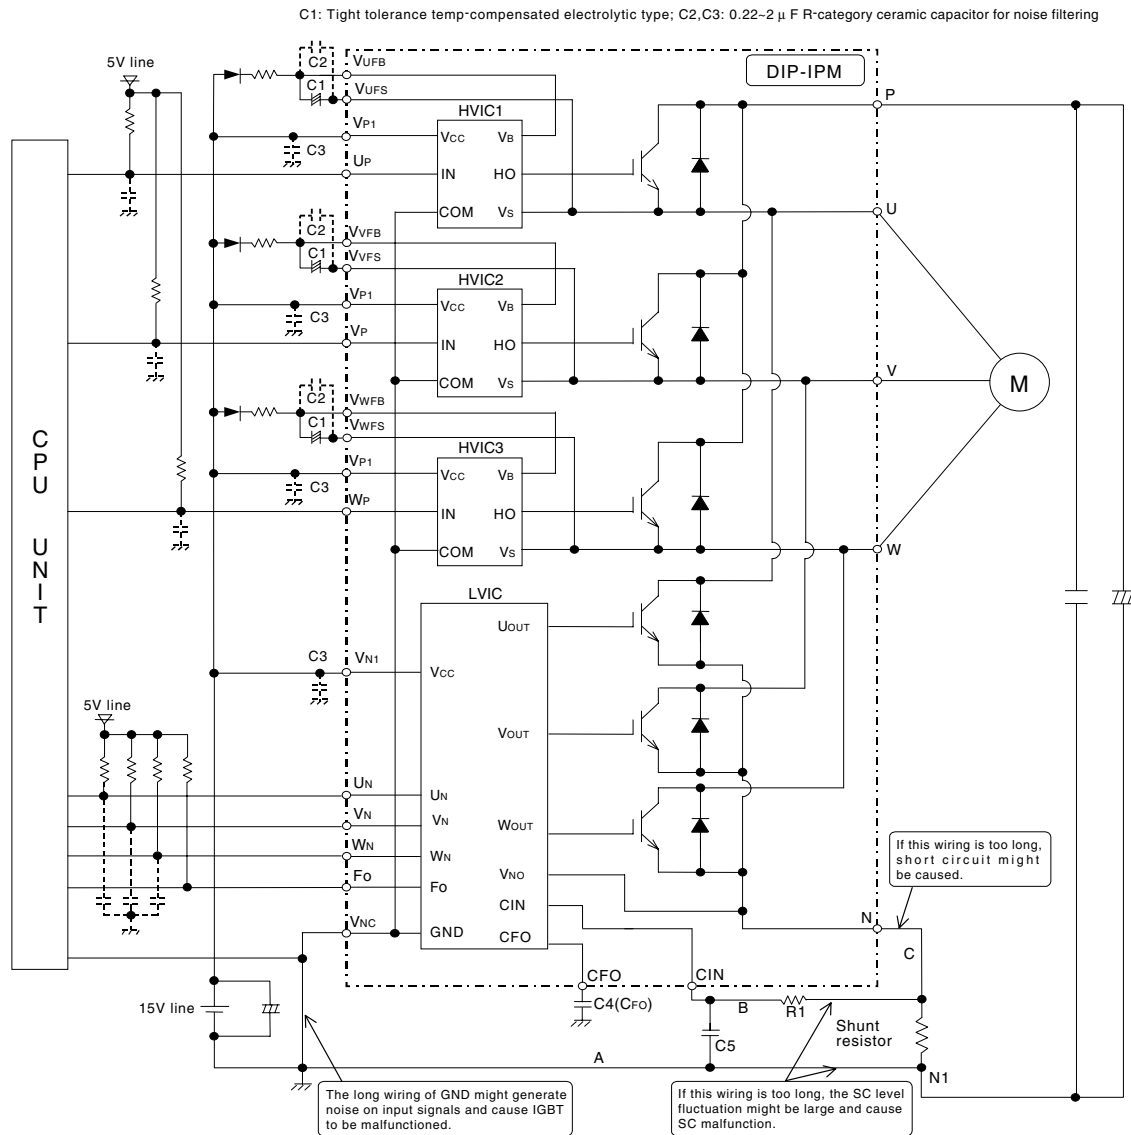 C1: Tight tolerance temp-compensated electrolytic type; C2,C3: 0.22~2 μ F R-category ceramic capacitor for noise filtering
5V line
C2
C1
VUFB
VUFS
DIP-IPM
P
HVIC1
VP1
C3
VCC
VB
UP
IN
HO
COM
VS
U
C2
C1
VVFB
VVFS
HVIC2
VP1
C3
VCC
VB
VP
IN
HO
COM
VS
V
M
C2
C1
VWFB
VWFS
HVIC3
VP1
C3
VCC
VB
WP
IN
HO
COM
VS
W
CPU UNIT
LVIC
UOUT
C3
VN1
VCC
5V line
VOUT
UN
UN
VN
VN
WN
WN
WOUT
FO
Fo
VNO
CIN
VNC
GND
CFO
N
If this wiring is too long,
short circuit might
be caused.
C
CFO
CIN
15V line
C4(CFO)
B
R1
C5
Shunt
resistor
A
N1
The long wiring of GND might generate
noise on input signals and cause IGBT
to be malfunctioned.
If this wiring is too long, the SC level
fluctuation might be large and cause
SC malfunction.